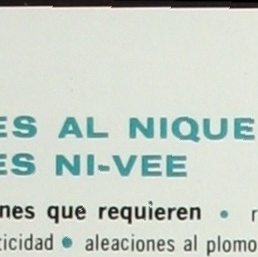 ES AL NIQUE
ES NI-VEE
nes que requieren • r
ticidad • aleaciones al plomo